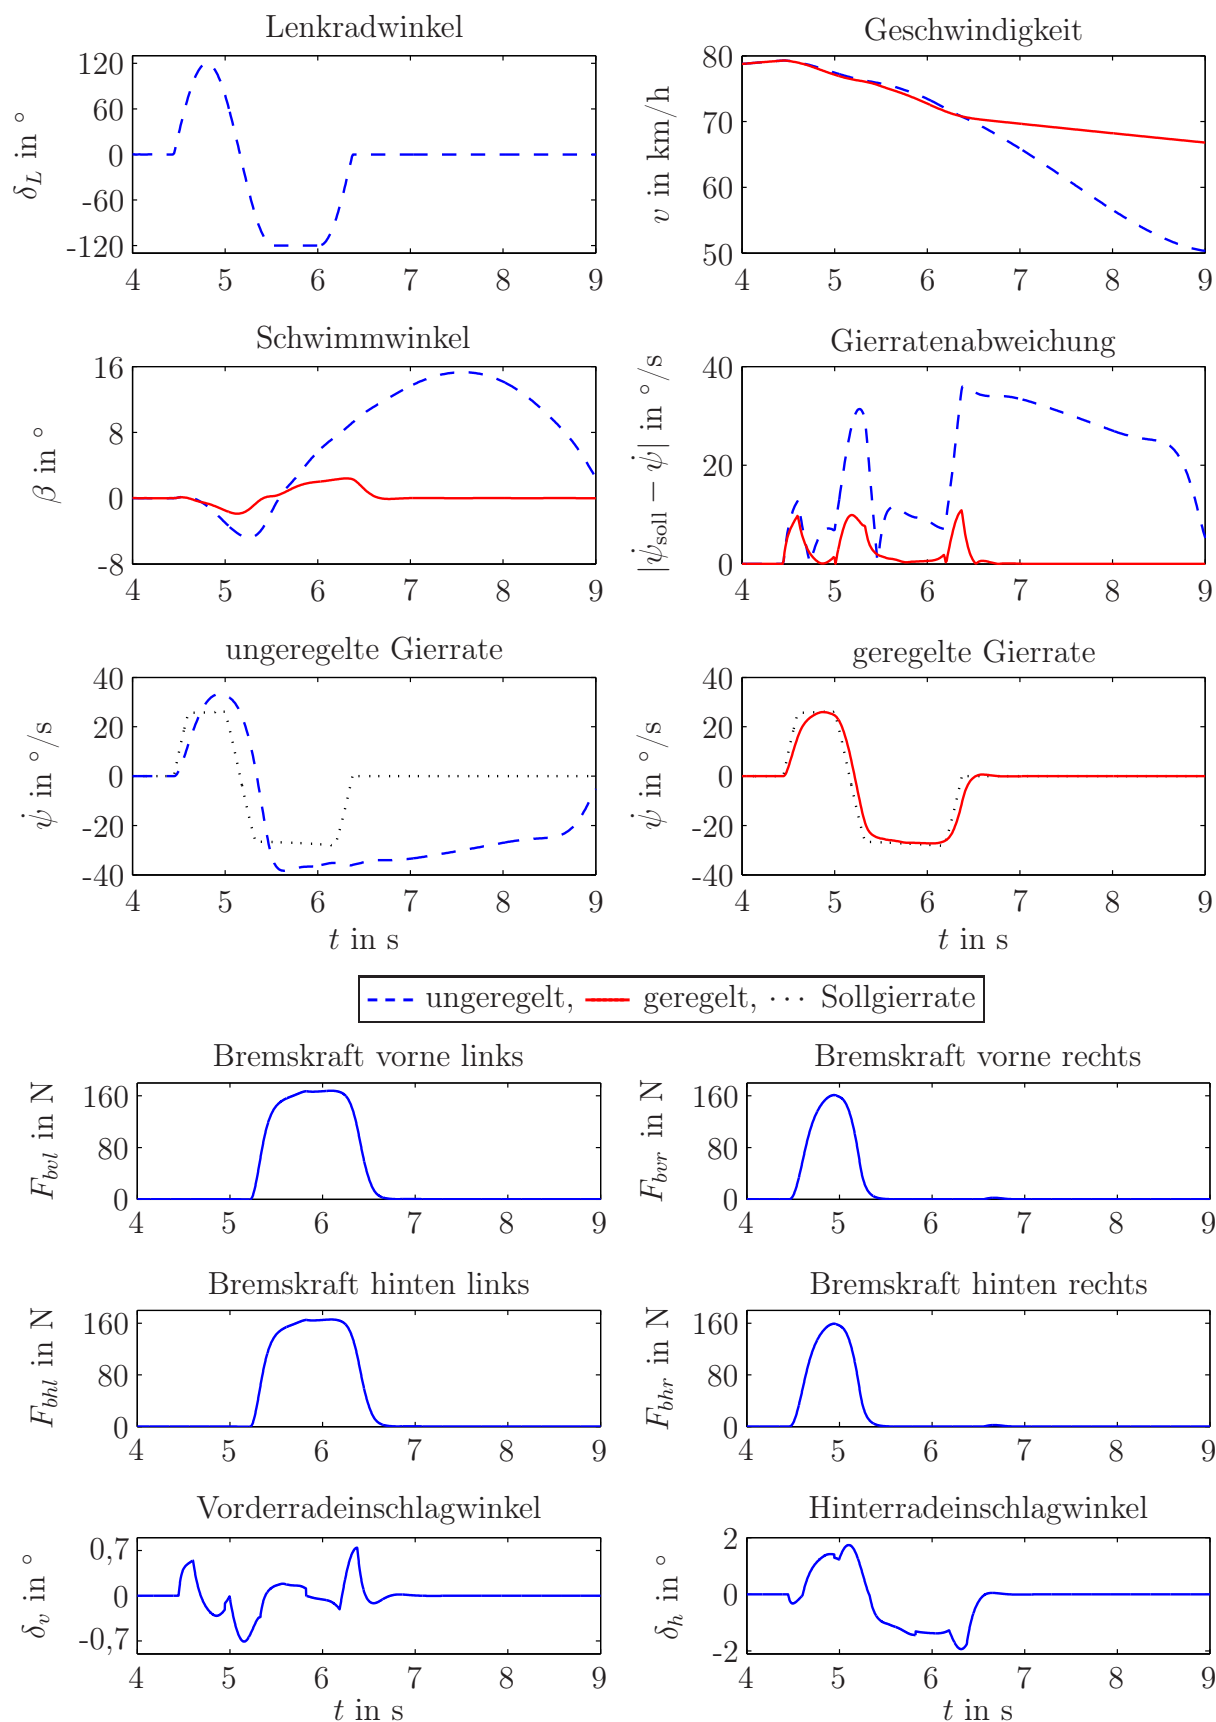 Lenkradwinkel
δ_L in °
120
60
0
-60
-120
4 5 6 7 8 9
Geschwindigkeit
v in km/h
80
70
60
50
4 5 6 7 8 9
Schwimmwinkel
β in °
16
8
0
-8
4 5 6 7 8 9
Gierratenabweichung
|ψ̇_soll − ψ̇| in °/s
40
20
0
4 5 6 7 8 9
ungeregelte Gierrate
ψ̇ in °/s
40
20
0
-20
-40
4 5 6 7 8 9
t in s
geregelte Gierrate
ψ̇ in °/s
40
20
0
-20
-40
4 5 6 7 8 9
t in s
ungeregelt, geregelt, Sollgierrate
Bremskraft vorne links
F_bvl in N
160
80
0
4 5 6 7 8 9
Bremskraft vorne rechts
F_bvr in N
160
80
0
4 5 6 7 8 9
Bremskraft hinten links
F_bhl in N
160
80
0
4 5 6 7 8 9
Bremskraft hinten rechts
F_bhr in N
160
80
0
4 5 6 7 8 9
Vorderradeinschlagwinkel
δ_v in °
0,7
0
-0,7
4 5 6 7 8 9
t in s
Hinterradeinschlagwinkel
δ_h in °
2
0
-2
4 5 6 7 8 9
t in s